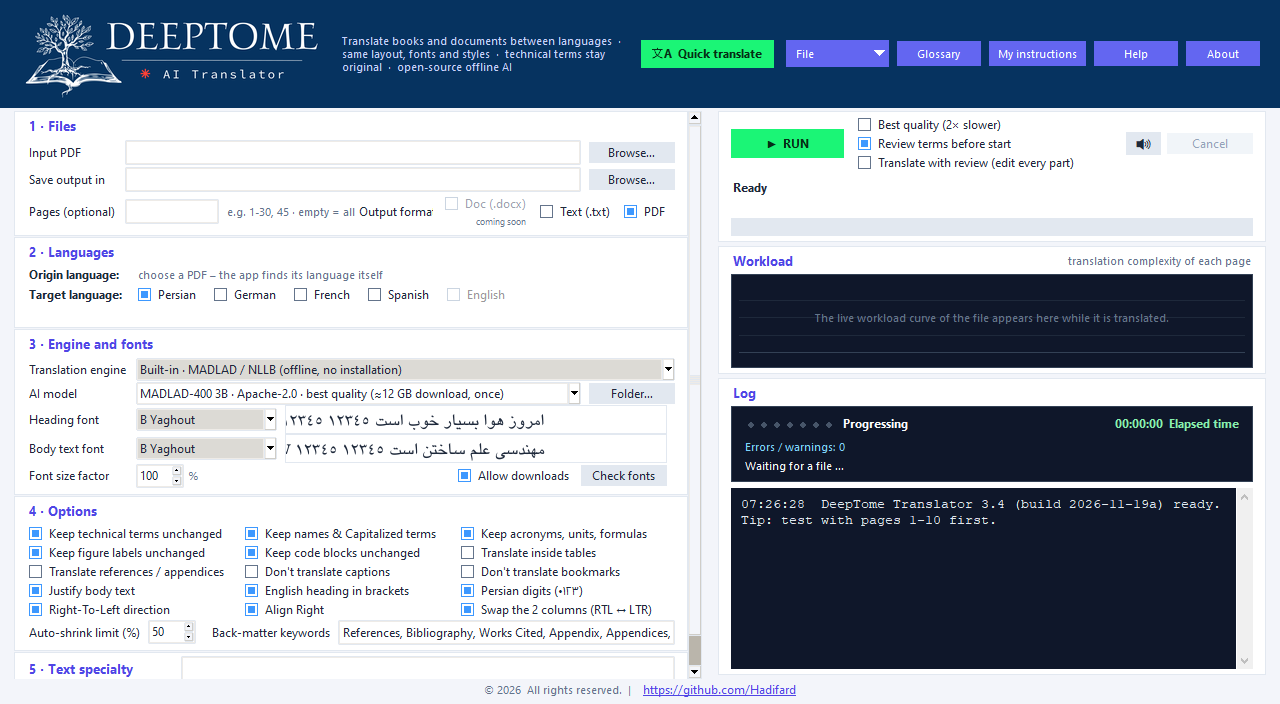 DEEPTOME
AI Translator
Translate books and documents between languages ·
same layout, fonts and styles · technical terms stay
original · open-source offline AI
文A Quick translate
File
Glossary
My instructions
Help
About
1 · Files
Input PDF
Browse...
Save output in
Browse...
Pages (optional)
e.g. 1-30, 45 · empty = all
Output format
Doc (.docx)
coming soon
Text (.txt)
PDF
2 · Languages
Origin language:
choose a PDF – the app finds its language itself
Target language:
Persian
German
French
Spanish
English
3 · Engine and fonts
Translation engine
Built-in · MADLAD / NLLB (offline, no installation)
AI model
MADLAD-400 3B · Apache-2.0 · best quality (≈12 GB download, once)
Folder...
Heading font
B Yaghout
امروز هوا بسیار خوب است ۱۲۳٤٥ ۱۲۳٤٥
Body text font
B Yaghout
مهندسی علم ساختن است ۱۲۳٤٥ ۱۲۳٤٥
Font size factor
100
%
Allow downloads
Check fonts
4 · Options
Keep technical terms unchanged
Keep names & Capitalized terms
Keep acronyms, units, formulas
Keep figure labels unchanged
Keep code blocks unchanged
Translate inside tables
Translate references / appendices
Don't translate captions
Don't translate bookmarks
Justify body text
English heading in brackets
Persian digits (۰۱۲۳)
Right-To-Left direction
Align Right
Swap the 2 columns (RTL ↔ LTR)
Auto-shrink limit (%)
50
Back-matter keywords
References, Bibliography, Works Cited, Appendix, Appendices,
5 · Text specialty
► RUN
Best quality (2× slower)
Review terms before start
Translate with review (edit every part)
Cancel
Ready
Workload
translation complexity of each page
The live workload curve of the file appears here while it is translated.
Log
Progressing
00:00:00 Elapsed time
Errors / warnings: 0
Waiting for a file ...
07:26:28 DeepTome Translator 3.4 (build 2026-11-19a) ready.
Tip: test with pages 1-10 first.
© 2026 All rights reserved. | https://github.com/Hadifard